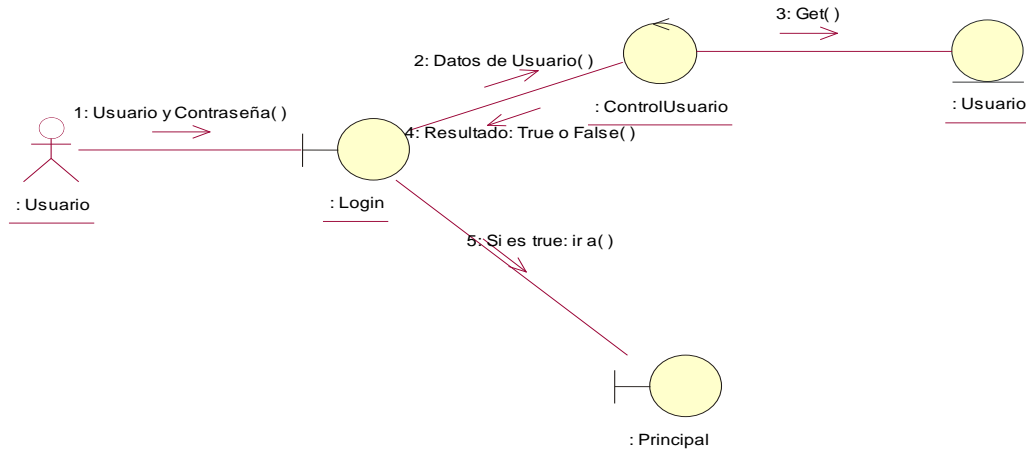 3: Get( )
2: Datos de Usuario( )
: ControlUsuario
: Usuario
1: Usuario y Contraseña( )
4: Resultado: True o False( )
: Usuario
: Login
5: Si es true: ir a( )
: Principal